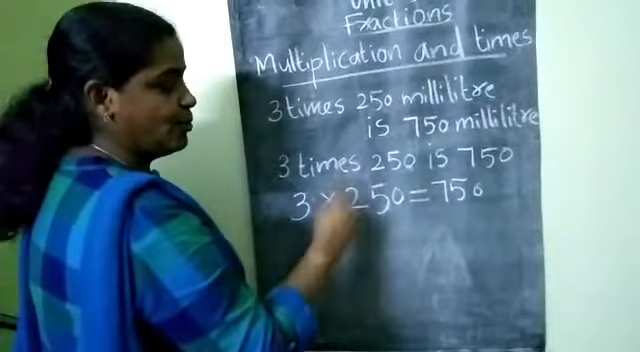 Unit
Fractions
Multiplication and times
3 times 250 millilitre
is 750 millilitre
3 times 250 is 750
3 × 250 = 750